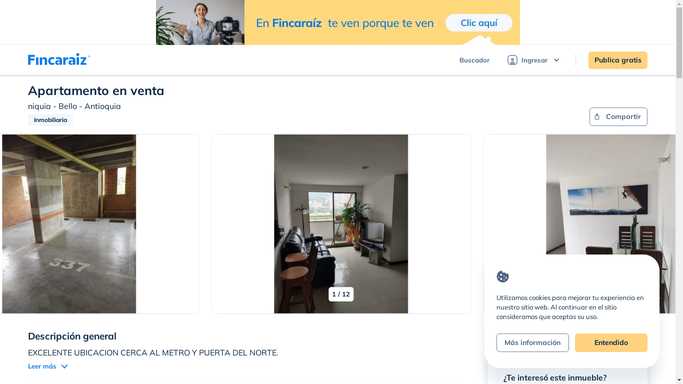 En Fincaraíz te ven porque te ven
Clic aquí
Fincaraiz
Buscador
Ingresar
Publica gratis
Apartamento en venta
niquia - Bello - Antioquia
Inmobiliaria
Compartir
337
1 / 12
Utilizamos cookies para mejorar tu experiencia en
nuestro sitio web. Al continuar en el sitio
consideramos que aceptas su uso.
Más información
Entendido
Descripción general
EXCELENTE UBICACION CERCA AL METRO Y PUERTA DEL NORTE.
Leer más
¿Te interesó este inmueble?